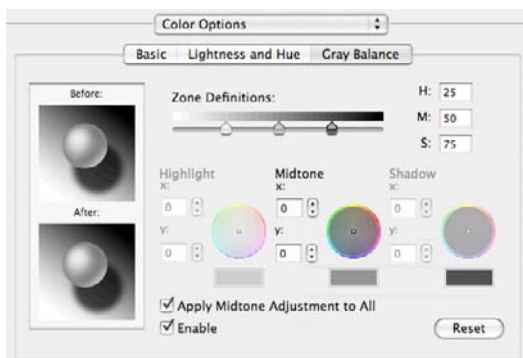 Color Options
Basic Lightness and Hue Gray Balance
Before:
Zone Definitions:
H: 25
M: 50
S: 75
Highlight Midtone Shadow
x: x: x:
0 0 0
After:
y: y: y:
0 0 0
Apply Midtone Adjustment to All
Enable
Reset